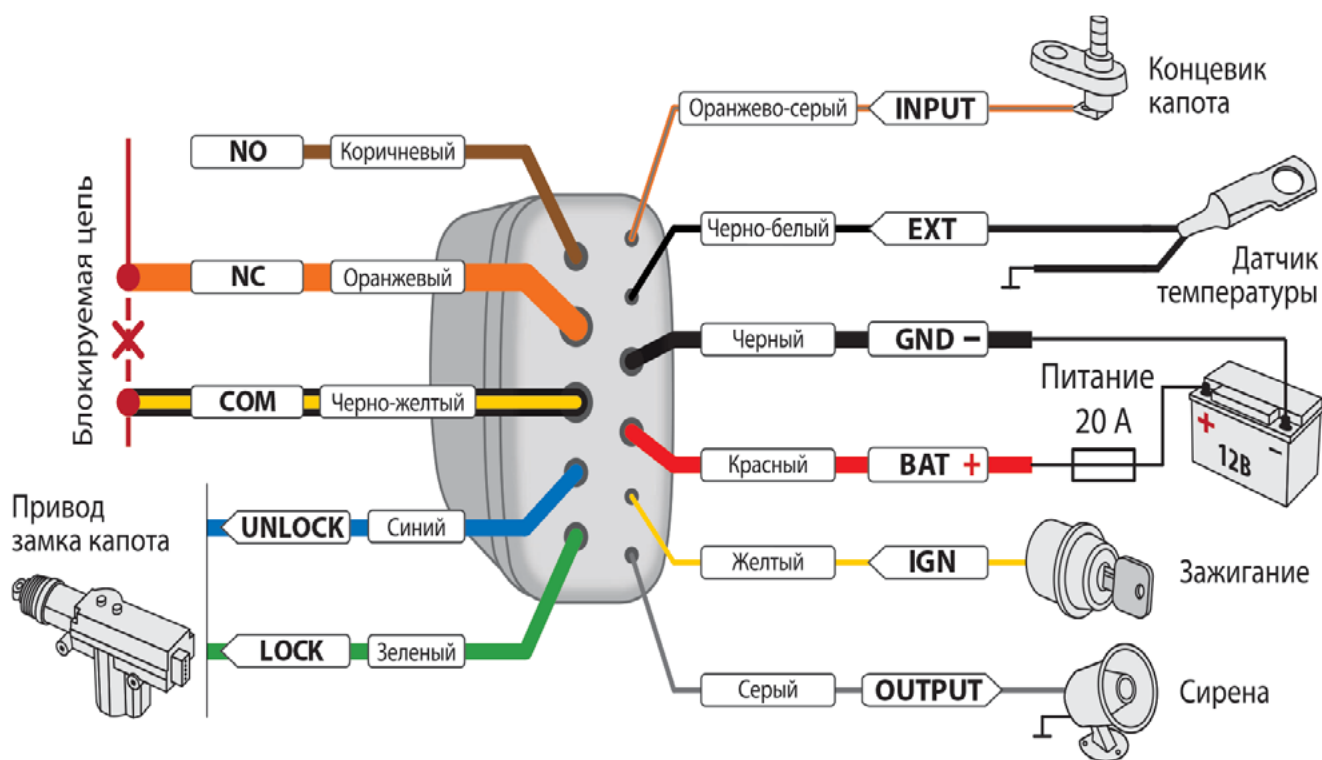 Концевик
капота
Оранжево-серый
INPUT
NO
Коричневый
Черно-белый
EXT
Датчик
температуры
Блокируемая цепь
NC
Оранжевый
Черный
GND –
Питание
20 А
COM
Черно-желтый
Красный
BAT +
+
–
12В
Привод
замка капота
UNLOCK
Синий
Желтый
IGN
Зажигание
LOCK
Зеленый
Серый
OUTPUT
Сирена